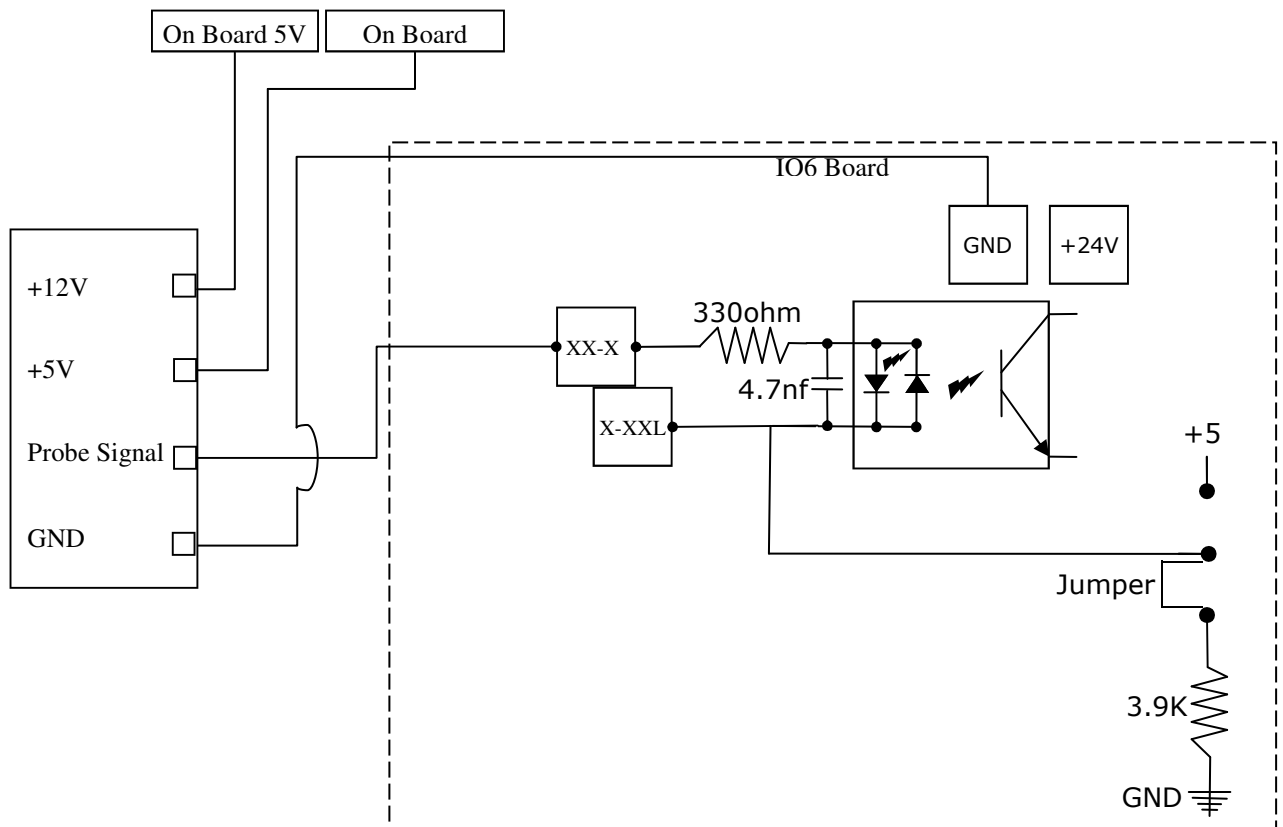 On Board 5V
On Board
IO6 Board
GND
+24V
+12V
330ohm
XX-X
+5V
4.7nf
X-XXL
+5
Probe Signal
GND
Jumper
3.9K
GND